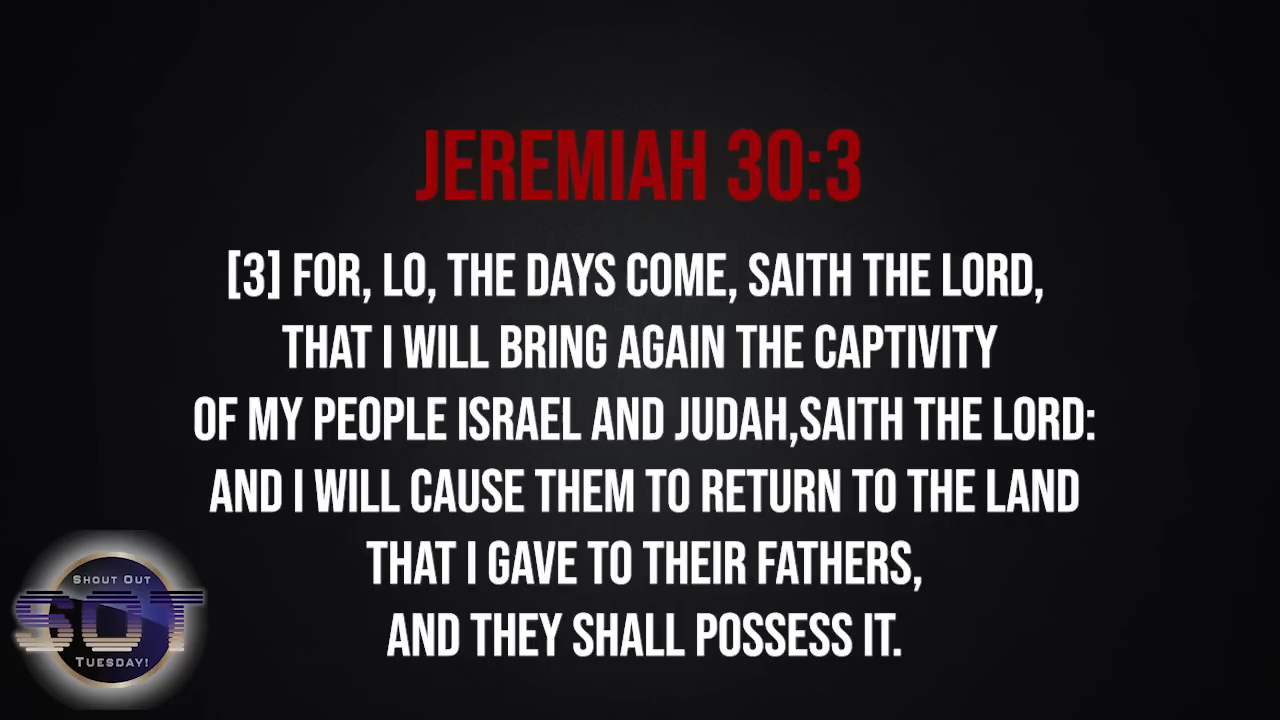 JEREMIAH 30:3
[3] FOR, LO, THE DAYS COME, SAITH THE LORD,
THAT I WILL BRING AGAIN THE CAPTIVITY
OF MY PEOPLE ISRAEL AND JUDAH,SAITH THE LORD:
AND I WILL CAUSE THEM TO RETURN TO THE LAND
THAT I GAVE TO THEIR FATHERS,
AND THEY SHALL POSSESS IT.
SHOUT OUT
SOT
TUESDAY!